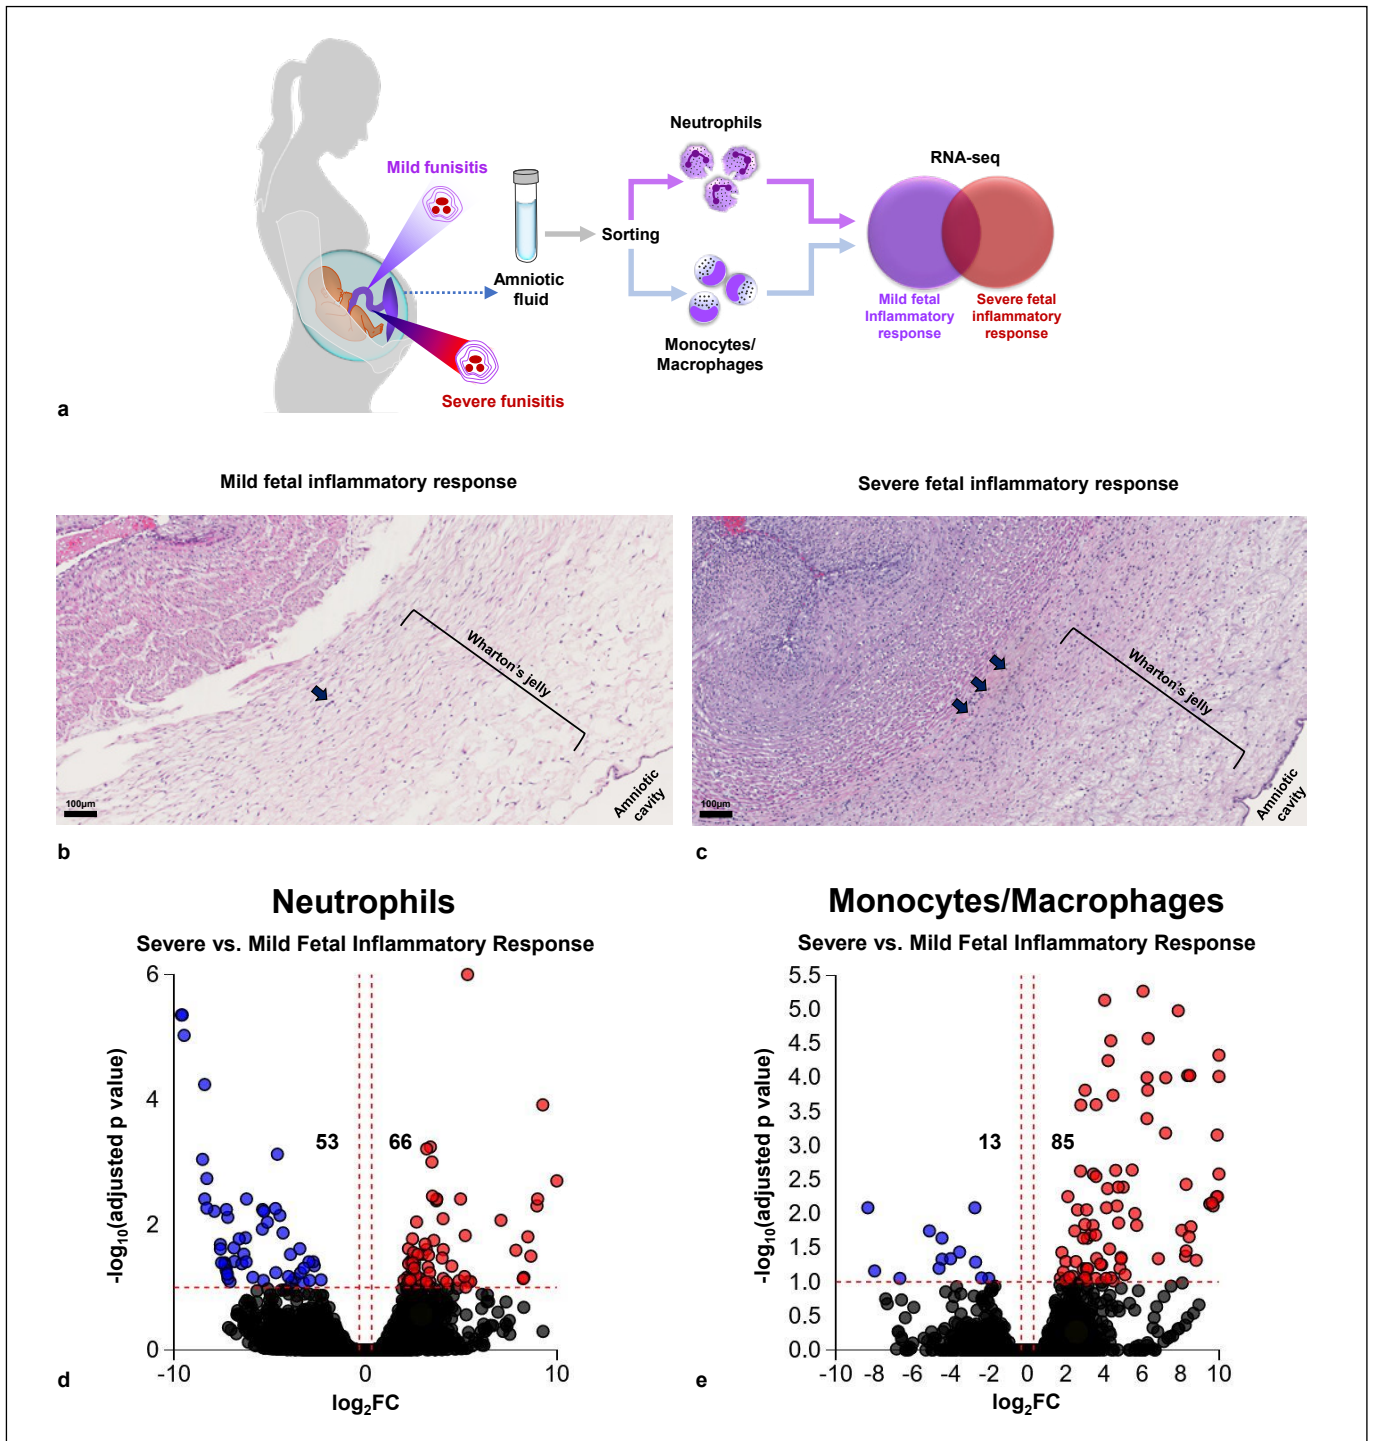 Neutrophils
RNA-seq
Mild funisitis
Sorting
Amniotic
fluid
Mild fetal
Inflammatory
response
Severe fetal
inflammatory
response
Monocytes/
Macrophages
Severe funisitis
a
Mild fetal inflammatory response
Severe fetal inflammatory response
Wharton's jelly
Amniotic
cavity
100µm
Wharton's jelly
Amniotic
cavity
100µm
b
c
Neutrophils
Severe vs. Mild Fetal Inflammatory Response
6
4
2
0
-log₁₀(adjusted p value)
53
66
-10
0
10
log₂FC
d
Monocytes/Macrophages
Severe vs. Mild Fetal Inflammatory Response
5.5
5.0
4.5
4.0
3.5
3.0
2.5
2.0
1.5
1.0
0.5
0.0
-log₁₀(adjusted p value)
13
85
-10 -8 -6 -4 -2 0 2 4 6 8 10
log₂FC
e